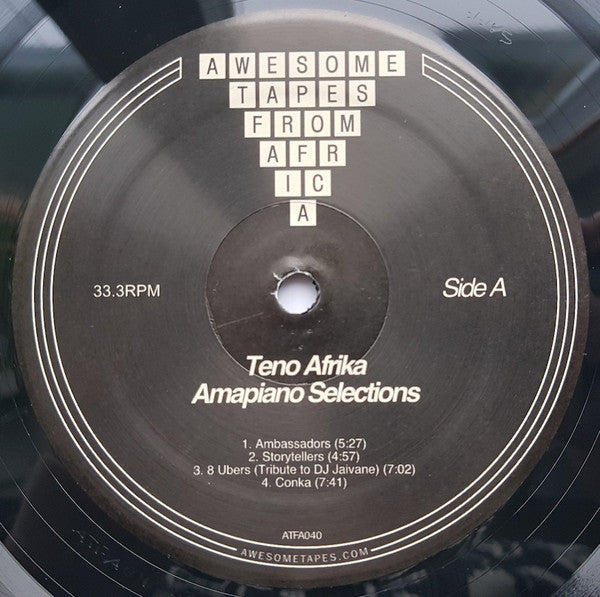 AWESOME
TAPES
FROM
AFR
IC
A
33.3RPM
Side A
Teno Afrika
Amapiano Selections
1. Ambassadors (5:27)
2. Storytellers (4:57)
3. 8 Ubers (Tribute to DJ Jaivane) (7:02)
4. Conka (7:41)
ATFA040
AWESOMETAPES.COM